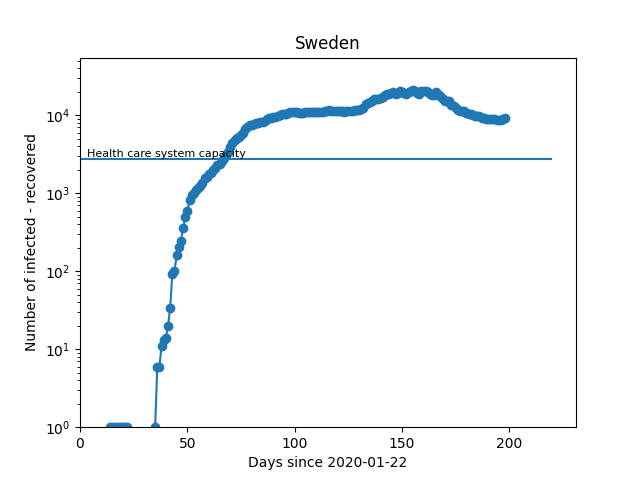 Sweden
Number of infected - recovered
10^4
10^3
10^2
10^1
10^0
Health care system capacity
0 50 100 150 200
Days since 2020-01-22